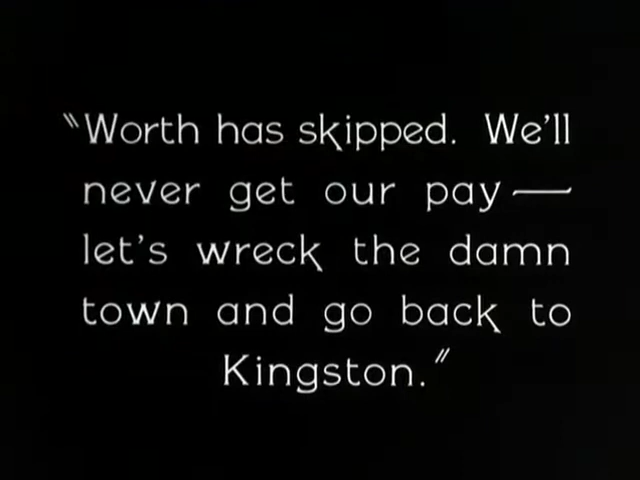 "Worth has skipped. We'll
never get our pay —
let's wreck the damn
town and go back to
Kingston."